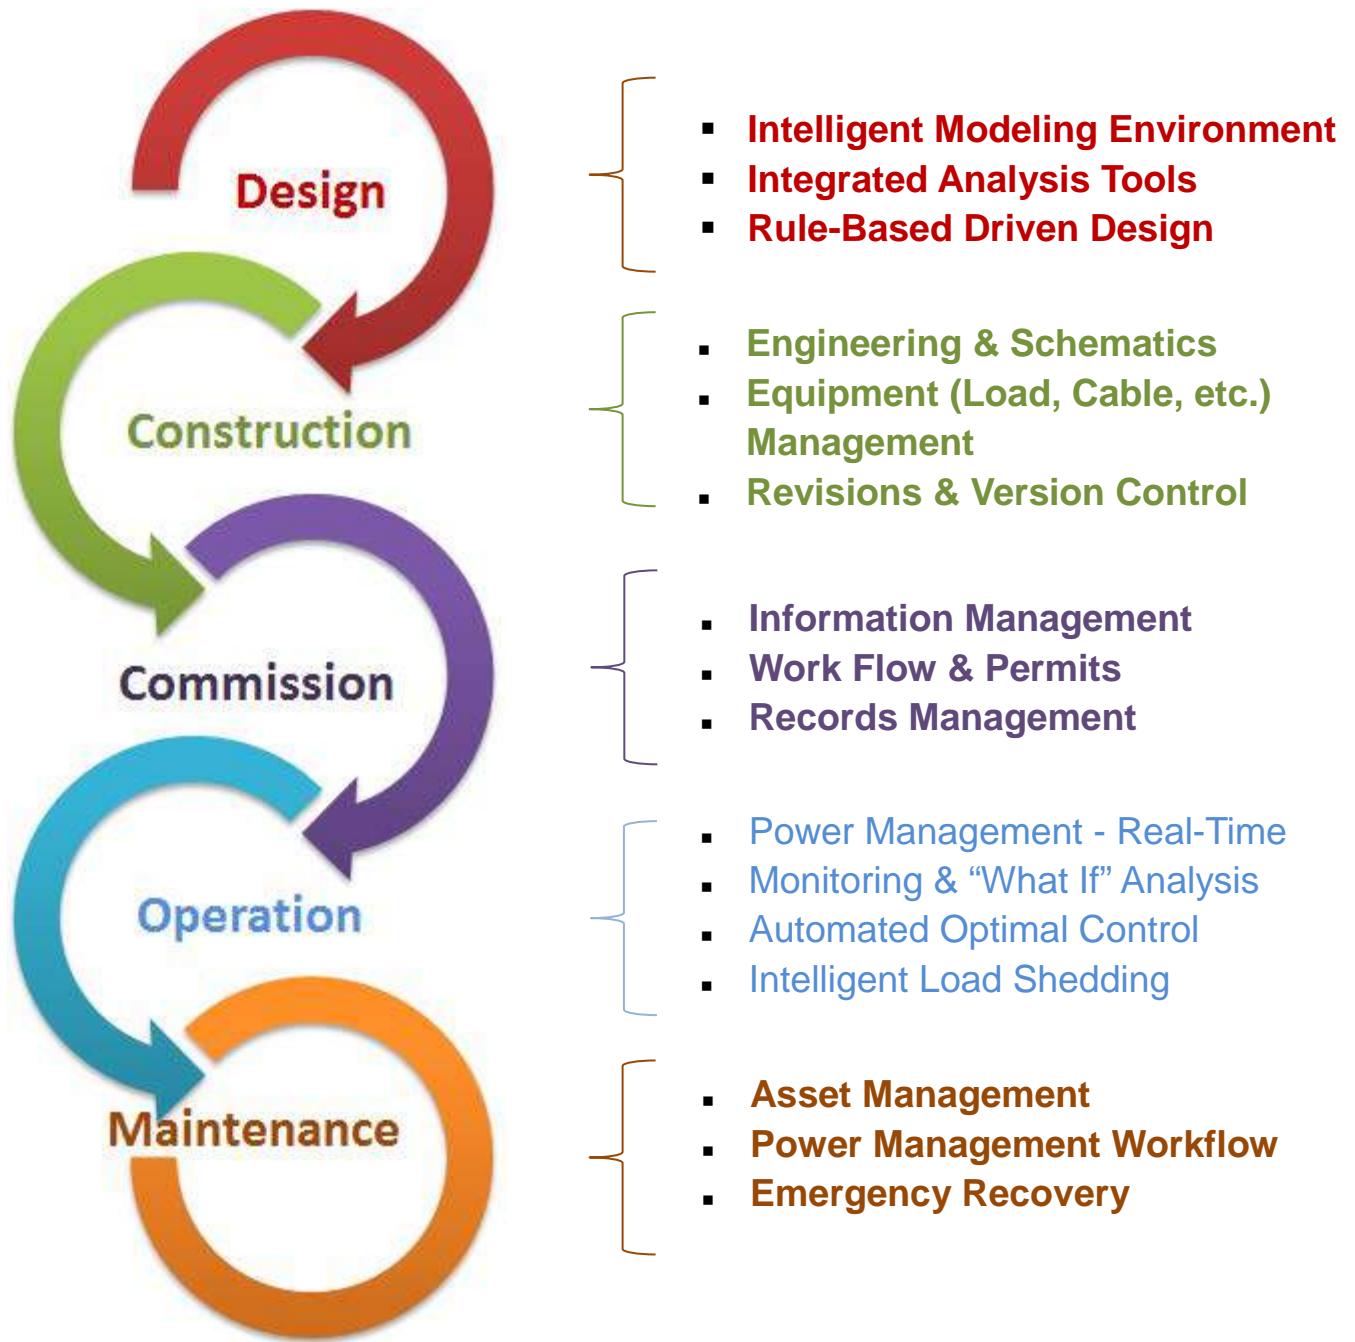 Design
Intelligent Modeling Environment
Integrated Analysis Tools
Rule-Based Driven Design
Construction
Engineering & Schematics
Equipment (Load, Cable, etc.)
Management
Revisions & Version Control
Commission
Information Management
Work Flow & Permits
Records Management
Operation
Power Management - Real-Time
Monitoring & “What If” Analysis
Automated Optimal Control
Intelligent Load Shedding
Maintenance
Asset Management
Power Management Workflow
Emergency Recovery